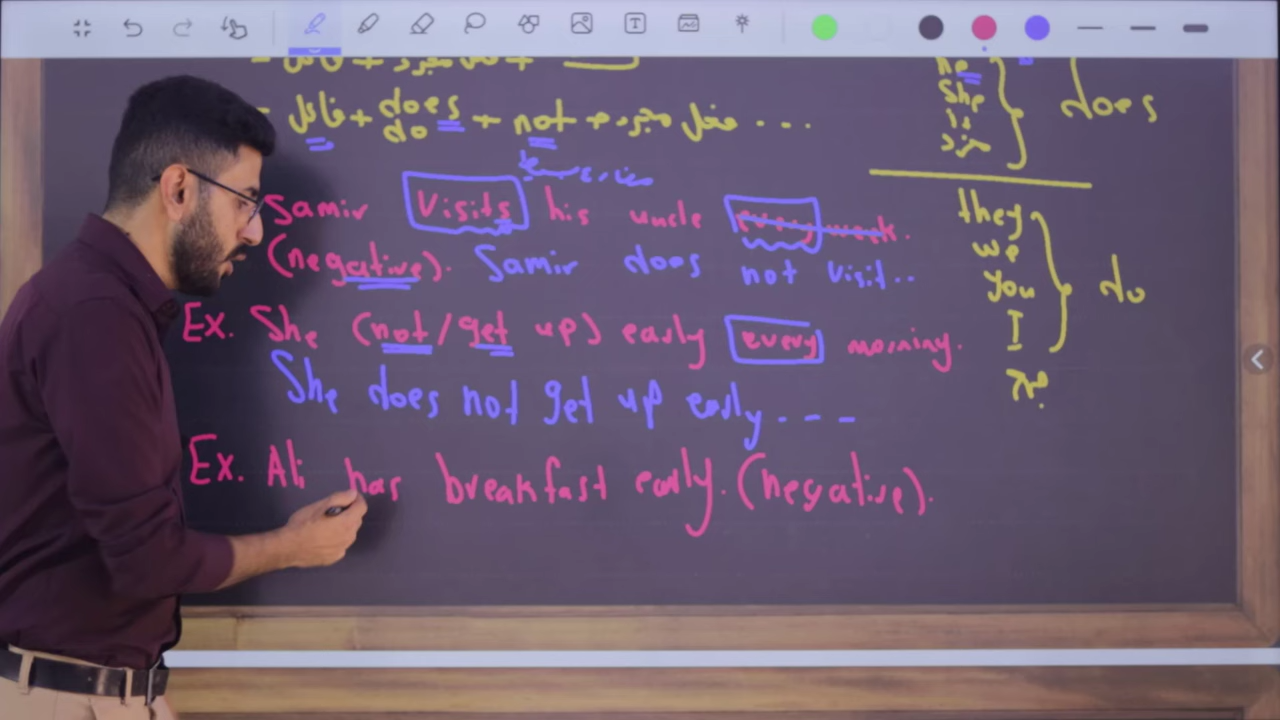 - فاعل + does do + not + فعل مجرد + ...
Samir visits his uncle every week.
(negative). Samir does not visit..
Ex. She (not/get up) early every morning.
She does not get up early - - -
Ex. Ali has breakfast early. (negative).
he
She
it
مفرد
does
they
we
you
I
جمع
do